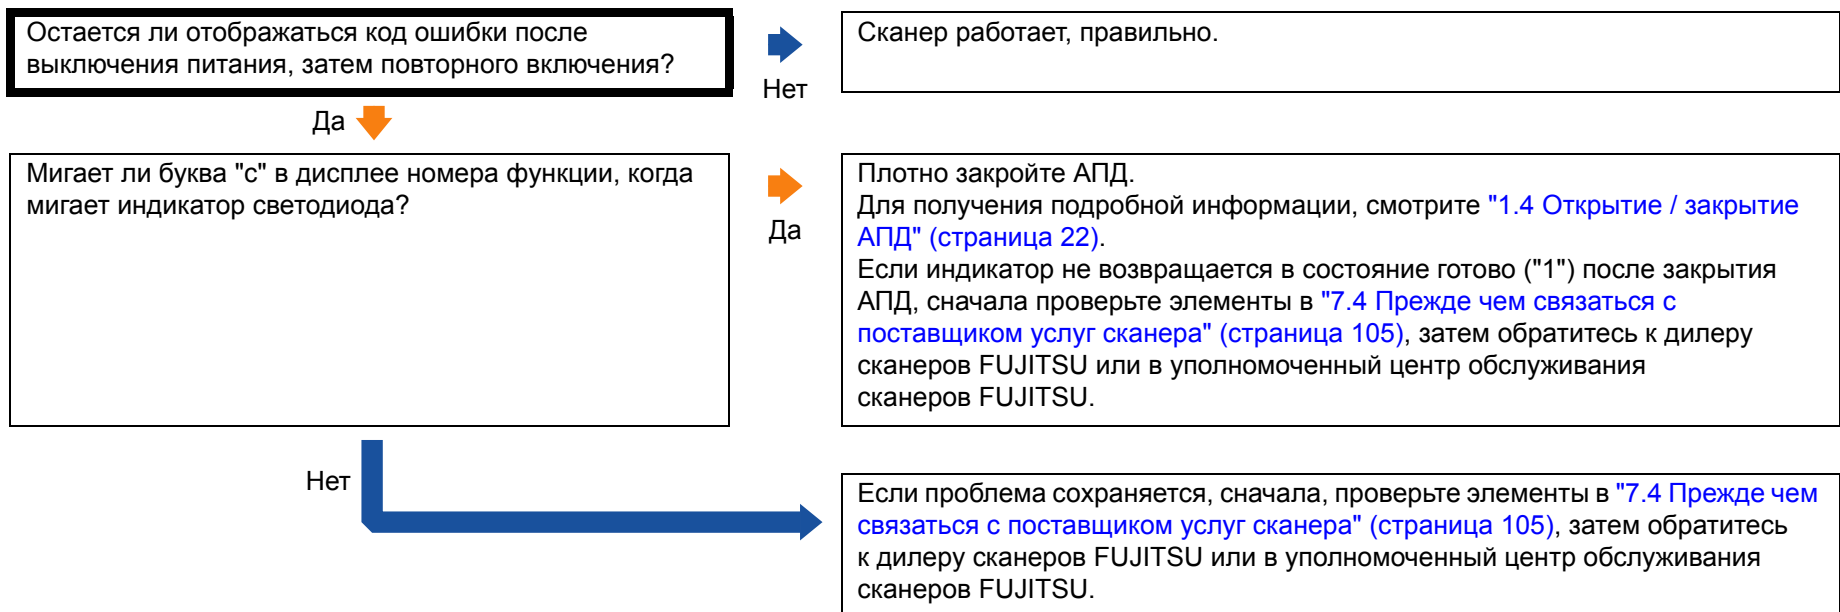 Остается ли отображаться код ошибки после
выключения питания, затем повторного включения?
Нет
Сканер работает, правильно.
Да
Мигает ли буква "c" в дисплее номера функции, когда
мигает индикатор светодиода?
Да
Плотно закройте АПД.
Для получения подробной информации, смотрите "1.4 Открытие / закрытие
АПД" (страница 22).
Если индикатор не возвращается в состояние готово ("1") после закрытия
АПД, сначала проверьте элементы в "7.4 Прежде чем связаться с
поставщиком услуг сканера" (страница 105), затем обратитесь к дилеру
сканеров FUJITSU или в уполномоченный центр обслуживания
сканеров FUJITSU.
Нет
Если проблема сохраняется, сначала, проверьте элементы в "7.4 Прежде чем
связаться с поставщиком услуг сканера" (страница 105), затем обратитесь
к дилеру сканеров FUJITSU или в уполномоченный центр обслуживания
сканеров FUJITSU.